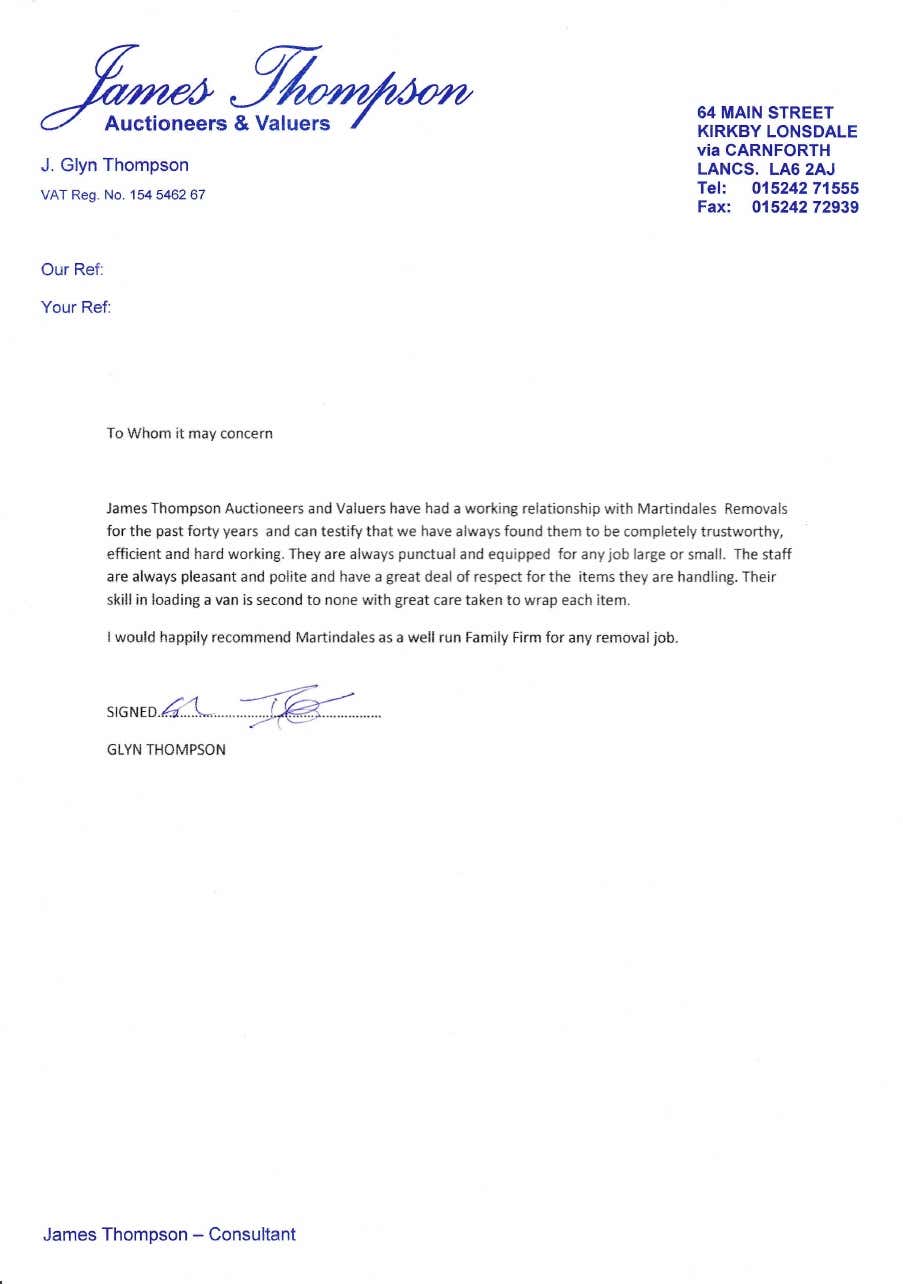 James Thompson
Auctioneers & Valuers
J. Glyn Thompson
VAT Reg. No. 154 5462 67
64 MAIN STREET
KIRKBY LONSDALE
via CARNFORTH
LANCS. LA6 2AJ
Tel: 015242 71555
Fax: 015242 72939
Our Ref:
Your Ref:
To Whom it may concern
James Thompson Auctioneers and Valuers have had a working relationship with Martindales Removals
for the past forty years and can testify that we have always found them to be completely trustworthy,
efficient and hard working. They are always punctual and equipped for any job large or small. The staff
are always pleasant and polite and have a great deal of respect for the items they are handling. Their
skill in loading a van is second to none with great care taken to wrap each item.
I would happily recommend Martindales as a well run Family Firm for any removal job.
SIGNED
GLYN THOMPSON
James Thompson – Consultant